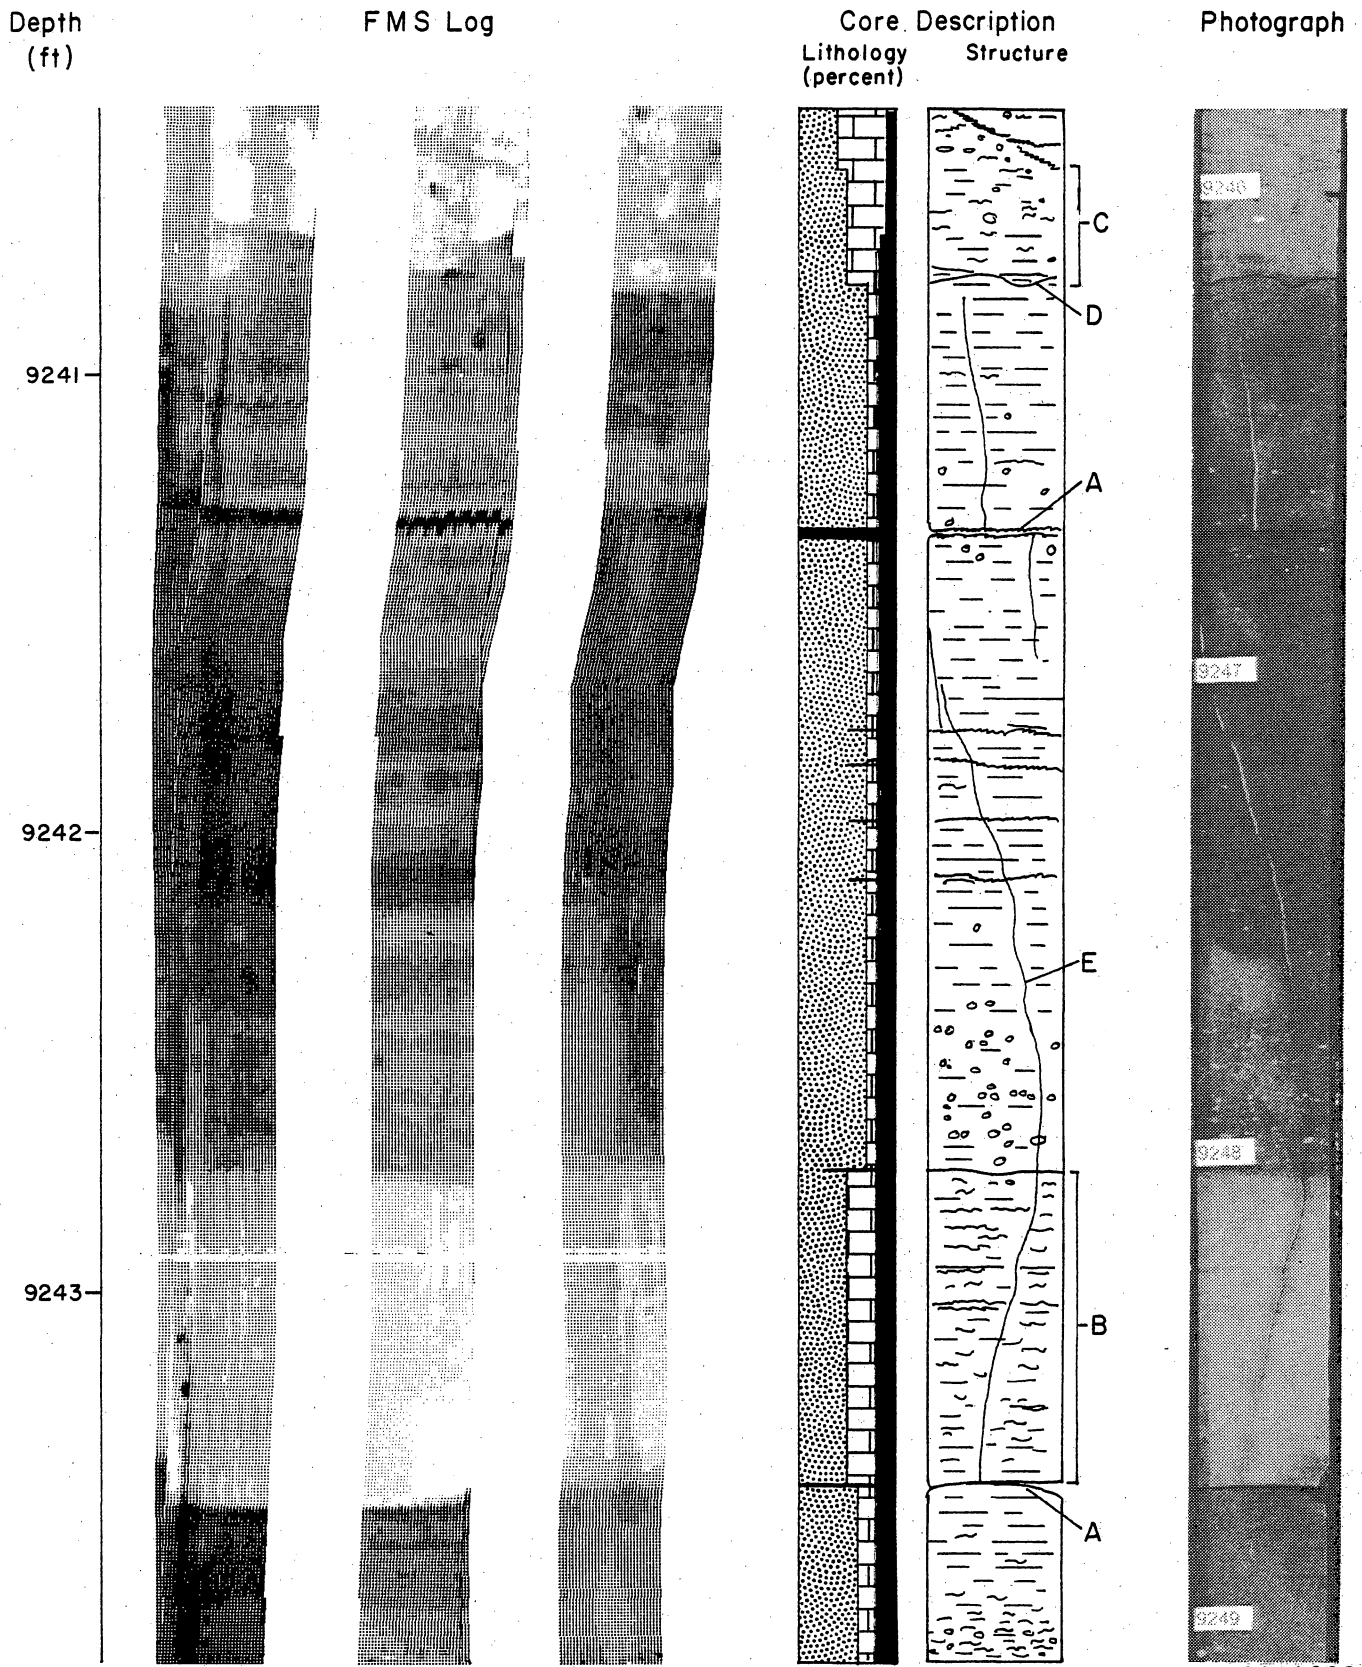 Depth
(ft)
FMS Log
Core Description
Lithology
(percent)
Structure
Photograph
9246
C
D
9241
A
9247
9242
E
9248
9243
B
A
9249